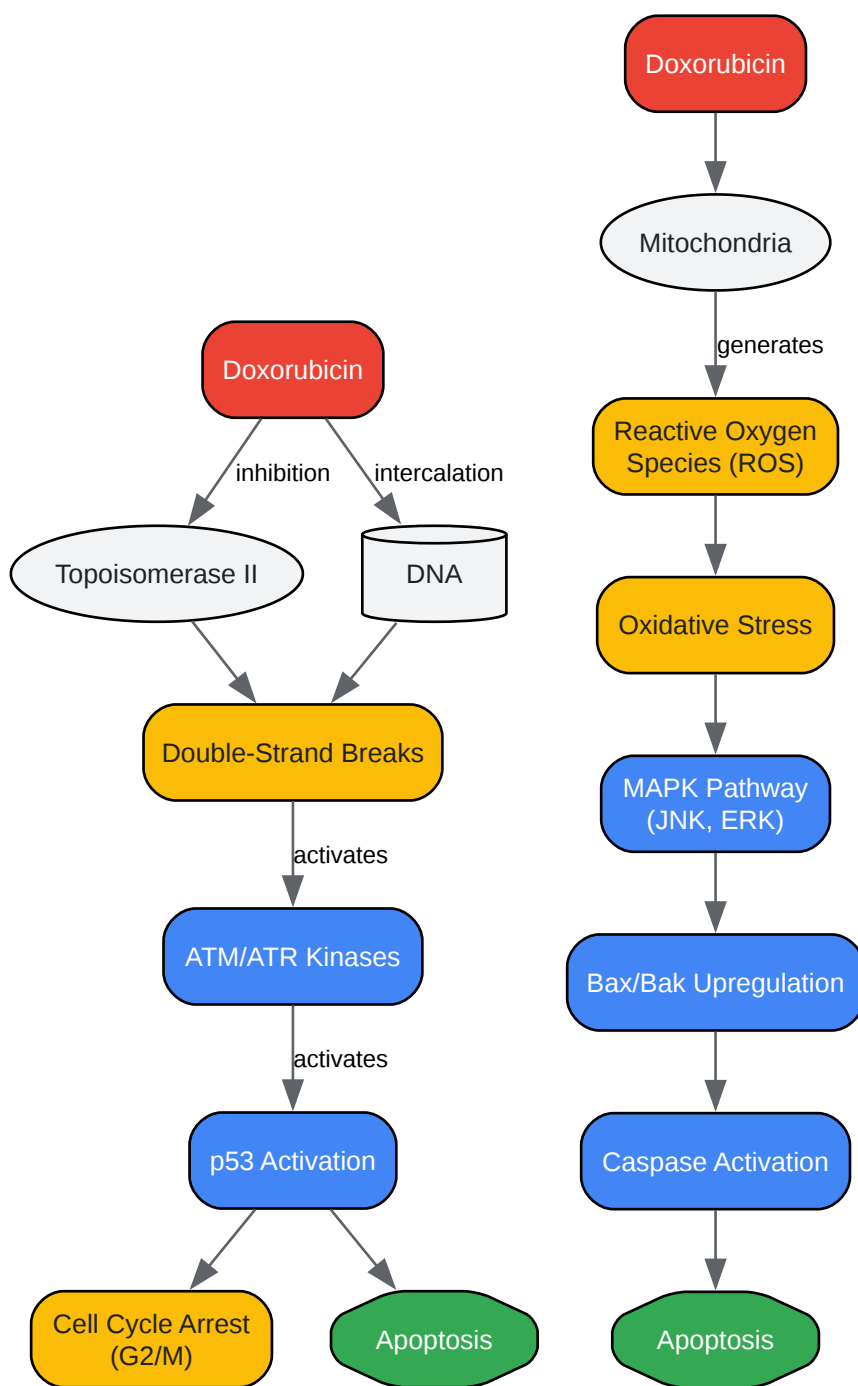 Doxorubicin
inhibition
intercalation
Topoisomerase II
DNA
Double-Strand Breaks
activates
ATM/ATR Kinases
activates
p53 Activation
Cell Cycle Arrest
(G2/M)
Apoptosis
Doxorubicin
Mitochondria
generates
Reactive Oxygen
Species (ROS)
Oxidative Stress
MAPK Pathway
(JNK, ERK)
Bax/Bak Upregulation
Caspase Activation
Apoptosis